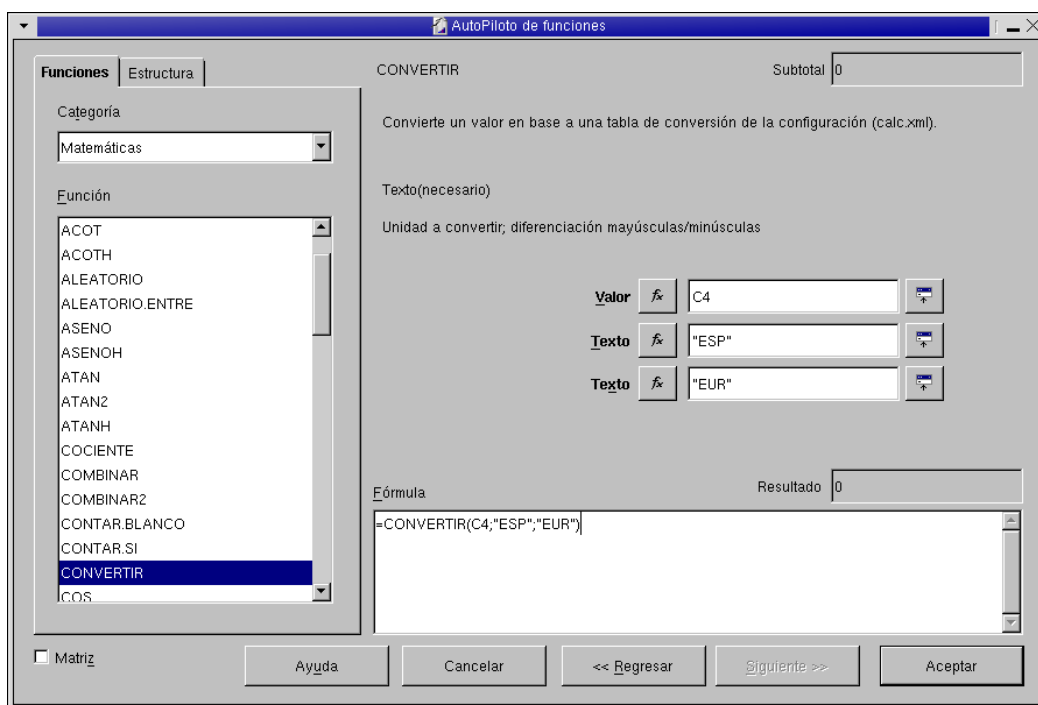 AutoPiloto de funciones
Funciones
Estructura
Categoría
Matemáticas
Función
ACOT
ACOTH
ALEATORIO
ALEATORIO.ENTRE
ASENO
ASENOH
ATAN
ATAN2
ATANH
COCIENTE
COMBINAR
COMBINAR2
CONTAR.BLANCO
CONTAR.SI
CONVERTIR
COS
CONVERTIR
Subtotal 0
Convierte un valor en base a una tabla de conversión de la configuración (calc.xml).
Texto(necesario)
Unidad a convertir; diferenciación mayúsculas/minúsculas
Valor fx C4
Texto fx "ESP"
Texto fx "EUR"
Fórmula
Resultado 0
=CONVERTIR(C4;"ESP";"EUR")
Matriz
Ayuda
Cancelar
<< Regresar
Siguiente >>
Aceptar